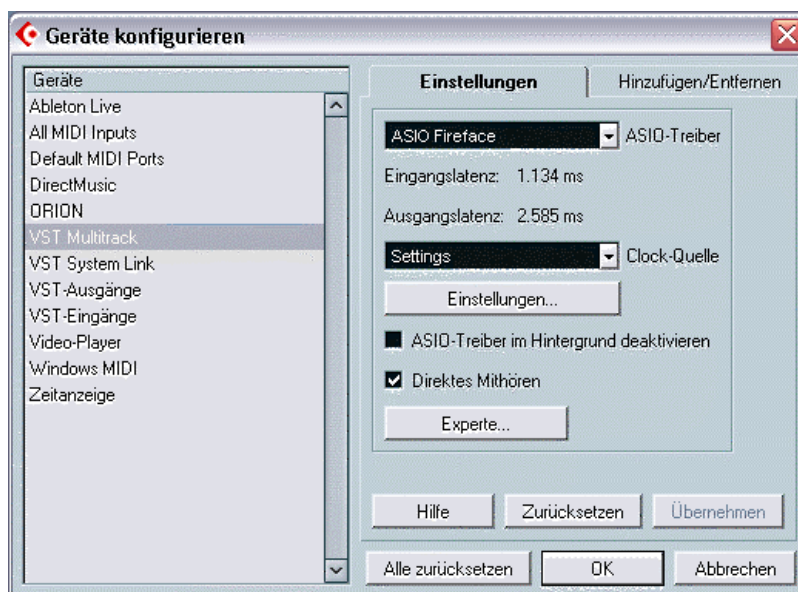 Geräte konfigurieren
Geräte
Ableton Live
All MIDI Inputs
Default MIDI Ports
DirectMusic
ORION
VST Multitrack
VST System Link
VST-Ausgänge
VST-Eingänge
Video-Player
Windows MIDI
Zeitanzeige
Einstellungen
Hinzufügen/Entfernen
ASIO Fireface ASIO-Treiber
Eingangslatenz: 1.134 ms
Ausgangslatenz: 2.585 ms
Settings Clock-Quelle
Einstellungen...
ASIO-Treiber im Hintergrund deaktivieren
Direktes Mithören
Experte...
Hilfe Zurücksetzen Übernehmen
Alle zurücksetzen OK Abbrechen